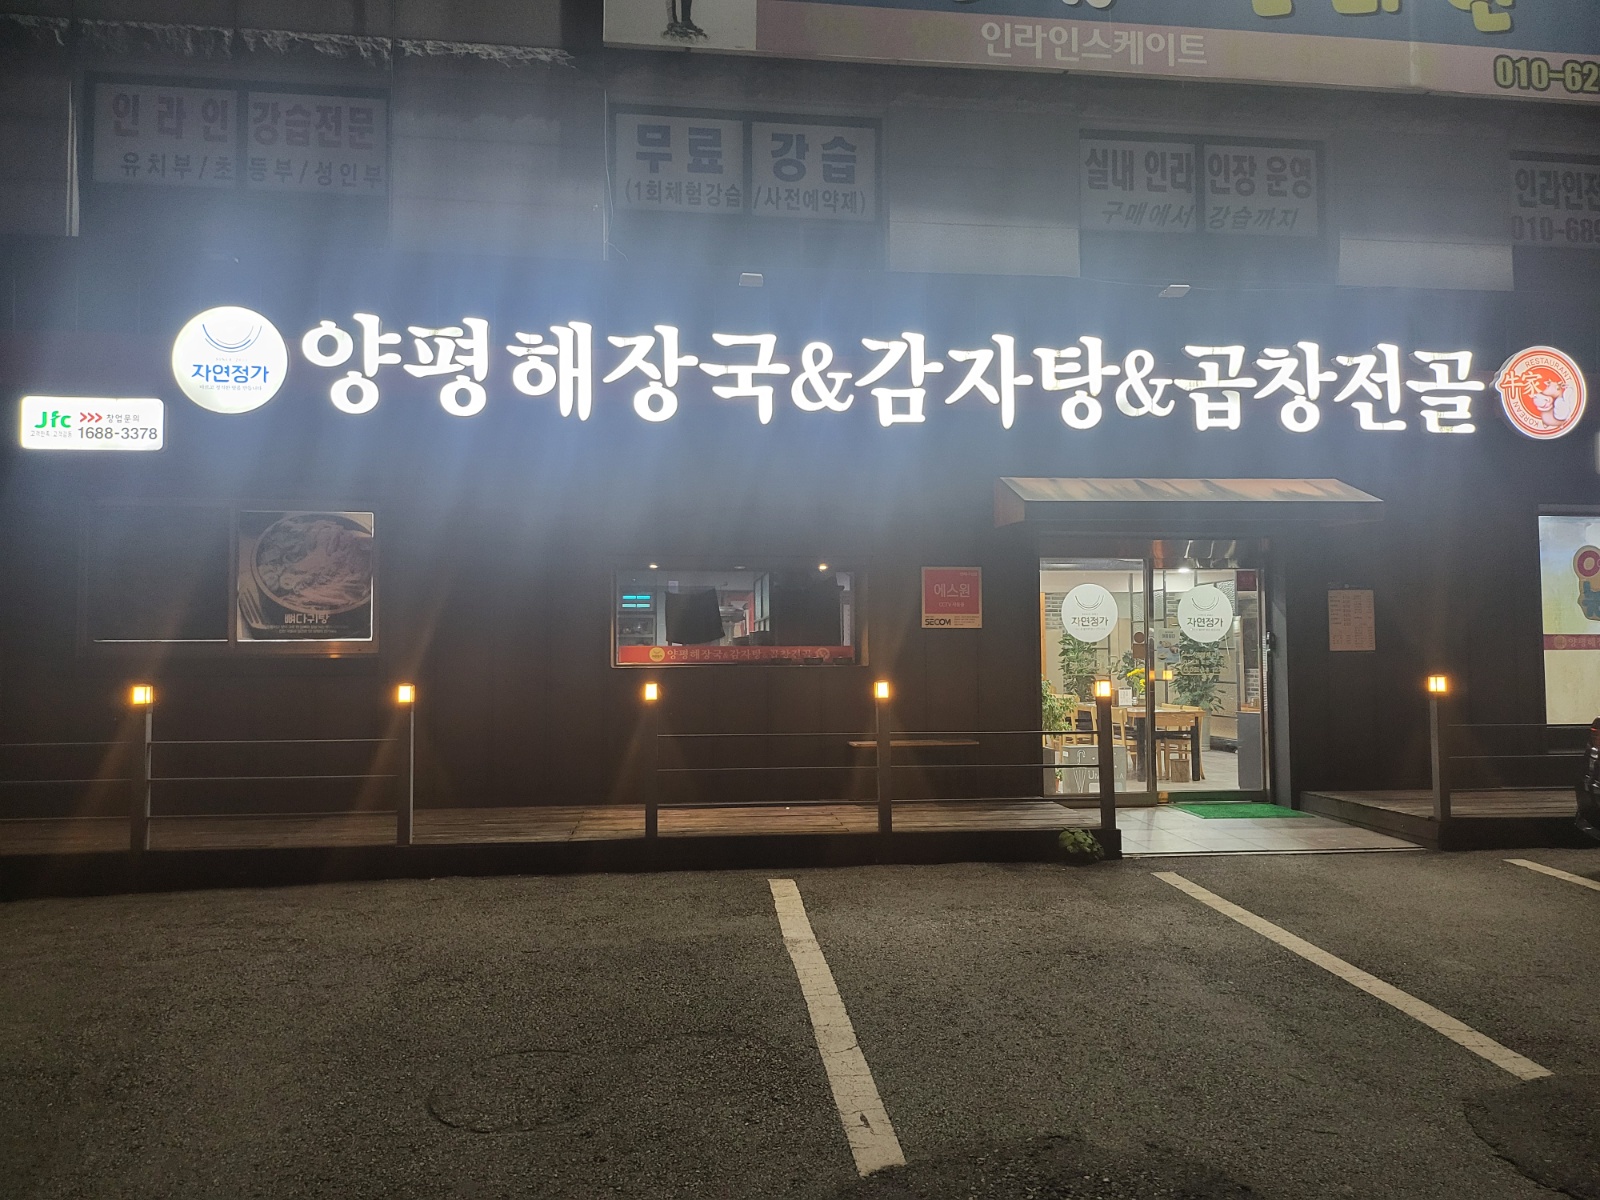 인라인스케이트
010-62
인라인 강습전문
유치부/초등부/성인부
무료 강습
(1회체험강습/사전예약제)
실내 인라인장 운영
구매에서 강습까지
인라인전
010-689
자연정가
양평해장국&감자탕&곱창전골
RESTAURANT
牛家
KOREAN
Jfc >>> 창업문의
1688-3378
뼈다귀탕
양평해장국&감자탕&곱창전골
에스원
SECOM
자연정가
자연정가